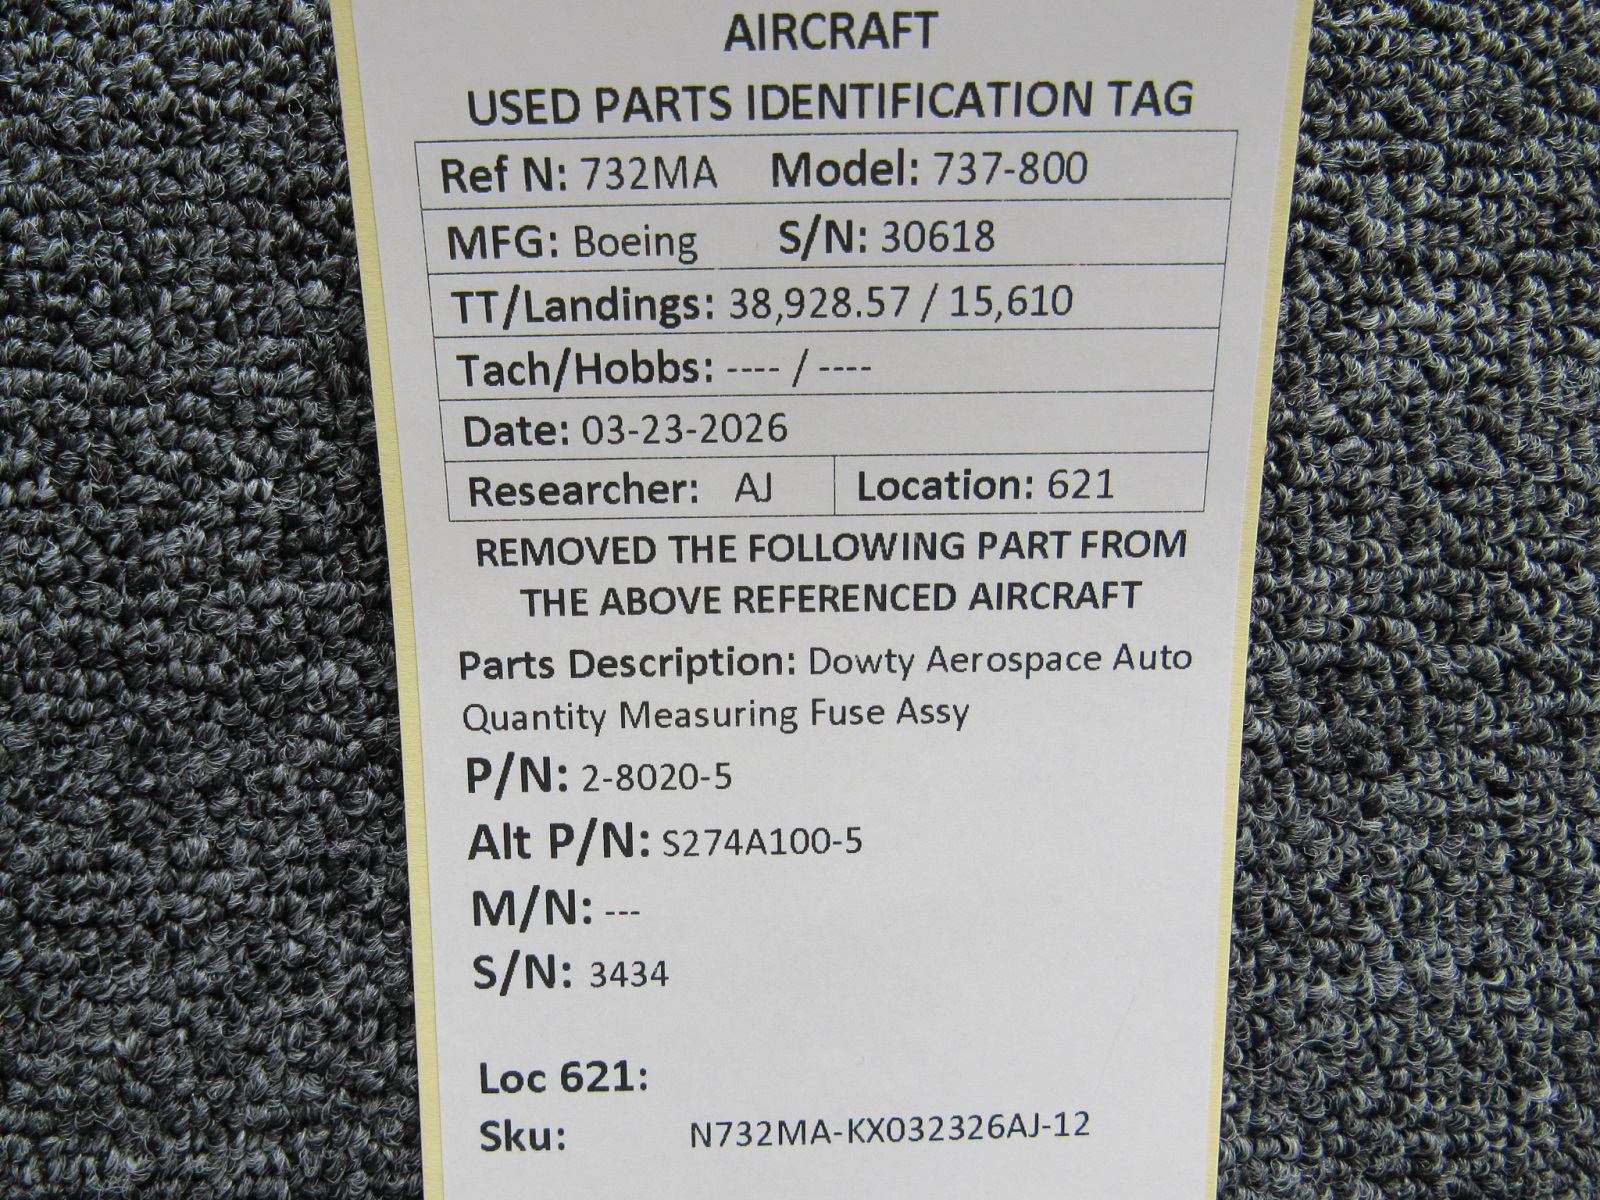 AIRCRAFT
USED PARTS IDENTIFICATION TAG
Ref N: 732MA Model: 737-800
MFG: Boeing S/N: 30618
TT/Landings: 38,928.57 / 15,610
Tach/Hobbs: ---- / ----
Date: 03-23-2026
Researcher: AJ Location: 621
REMOVED THE FOLLOWING PART FROM
THE ABOVE REFERENCED AIRCRAFT
Parts Description: Dowty Aerospace Auto
Quantity Measuring Fuse Assy
P/N: 2-8020-5
Alt P/N: S274A100-5
M/N: ---
S/N: 3434
Loc 621:
Sku: N732MA-KX032326AJ-12